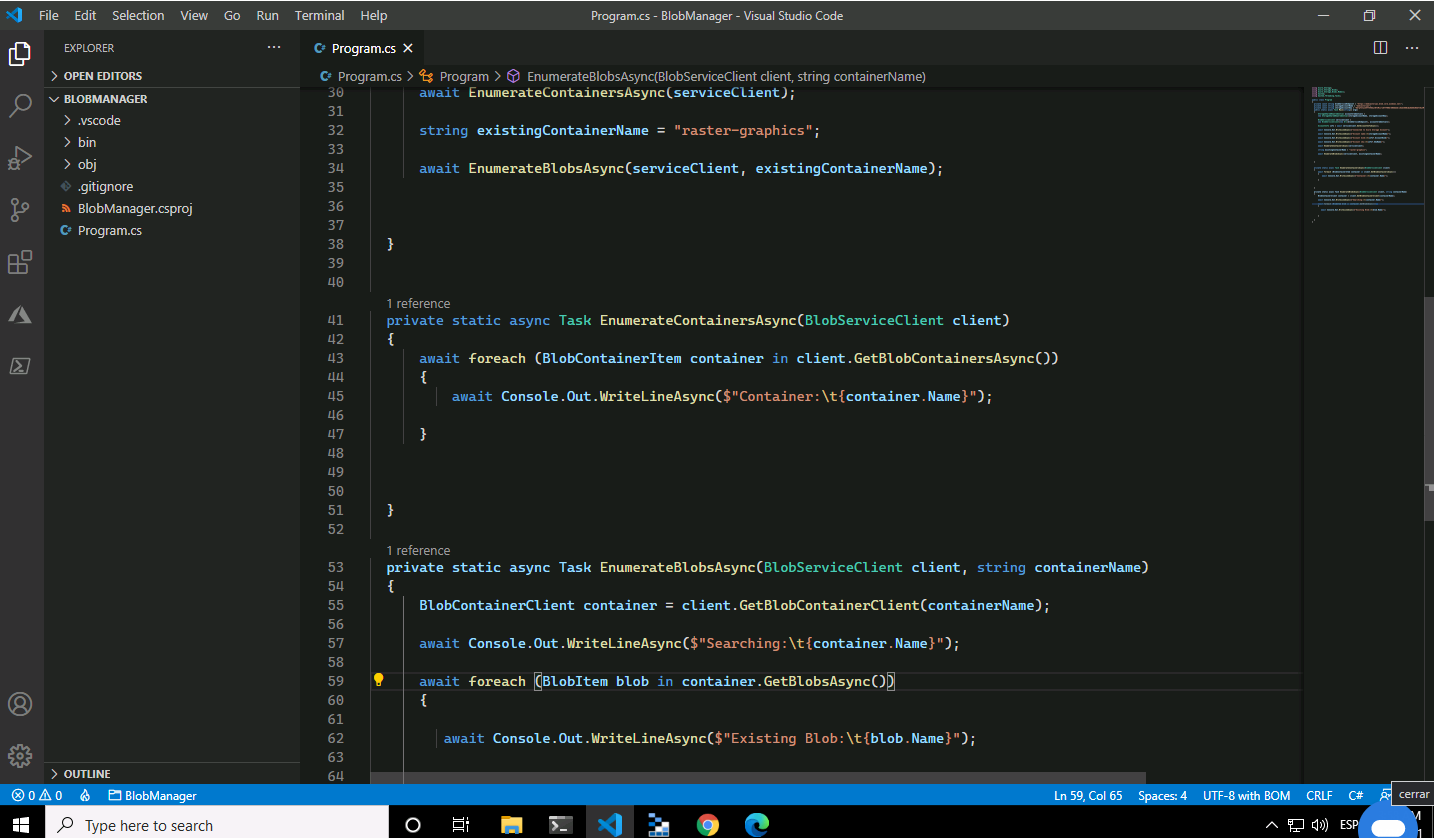 File Edit Selection View Go Run Terminal Help Program.cs - BlobManager - Visual Studio Code
EXPLORER
OPEN EDITORS
BLOBMANAGER
.vscode
bin
obj
.gitignore
BlobManager.csproj
C# Program.cs
OUTLINE
C# Program.cs
C# Program.cs > Program > EnumerateBlobsAsync(BlobServiceClient client, string containerName)
30 await EnumerateContainersAsync(serviceClient);
31
32 string existingContainerName = "raster-graphics";
33
34 await EnumerateBlobsAsync(serviceClient, existingContainerName);
35
36
37
38 }
39
40
1 reference
41 private static async Task EnumerateContainersAsync(BlobServiceClient client)
42 {
43 await foreach (BlobContainerItem container in client.GetBlobContainersAsync())
44 {
45 await Console.Out.WriteLineAsync($"Container:\t{container.Name}");
46
47 }
48
49
50
51 }
52
1 reference
53 private static async Task EnumerateBlobsAsync(BlobServiceClient client, string containerName)
54 {
55 BlobContainerClient container = client.GetBlobContainerClient(containerName);
56
57 await Console.Out.WriteLineAsync($"Searching:\t{container.Name}");
58
59 await foreach (BlobItem blob in container.GetBlobsAsync())
60 {
61
62 await Console.Out.WriteLineAsync($"Existing Blob:\t{blob.Name}");
63
64
0 0 BlobManager Ln 59, Col 65 Spaces: 4 UTF-8 with BOM CRLF C# cerrar
Type here to search ESP